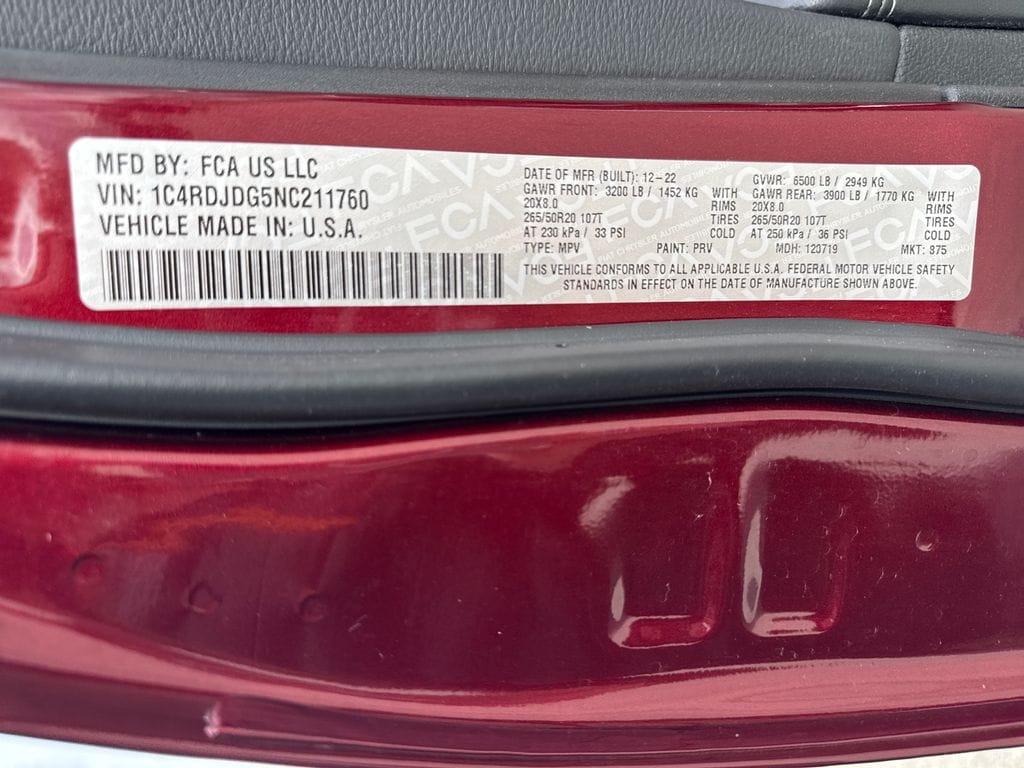 MFD BY: FCA US LLC
VIN: 1C4RDJDG5NC211760
VEHICLE MADE IN: U.S.A.
DATE OF MFR (BUILT): 12-22
GAWR FRONT: 3200 LB / 1452 KG WITH
20X8.0 RIMS
265/50R20 107T TIRES
AT 230 kPa / 33 PSI COLD
TYPE: MPV PAINT: PRV
GVWR: 6500 LB / 2949 KG
GAWR REAR: 3900 LB / 1770 KG WITH
20X8.0 RIMS
265/50R20 107T TIRES
AT 250 kPa / 36 PSI COLD
MDH: 120719 MKT: 875
THIS VEHICLE CONFORMS TO ALL APPLICABLE U.S.A. FEDERAL MOTOR VEHICLE SAFETY
STANDARDS IN EFFECT ON THE DATE OF MANUFACTURE SHOWN ABOVE.